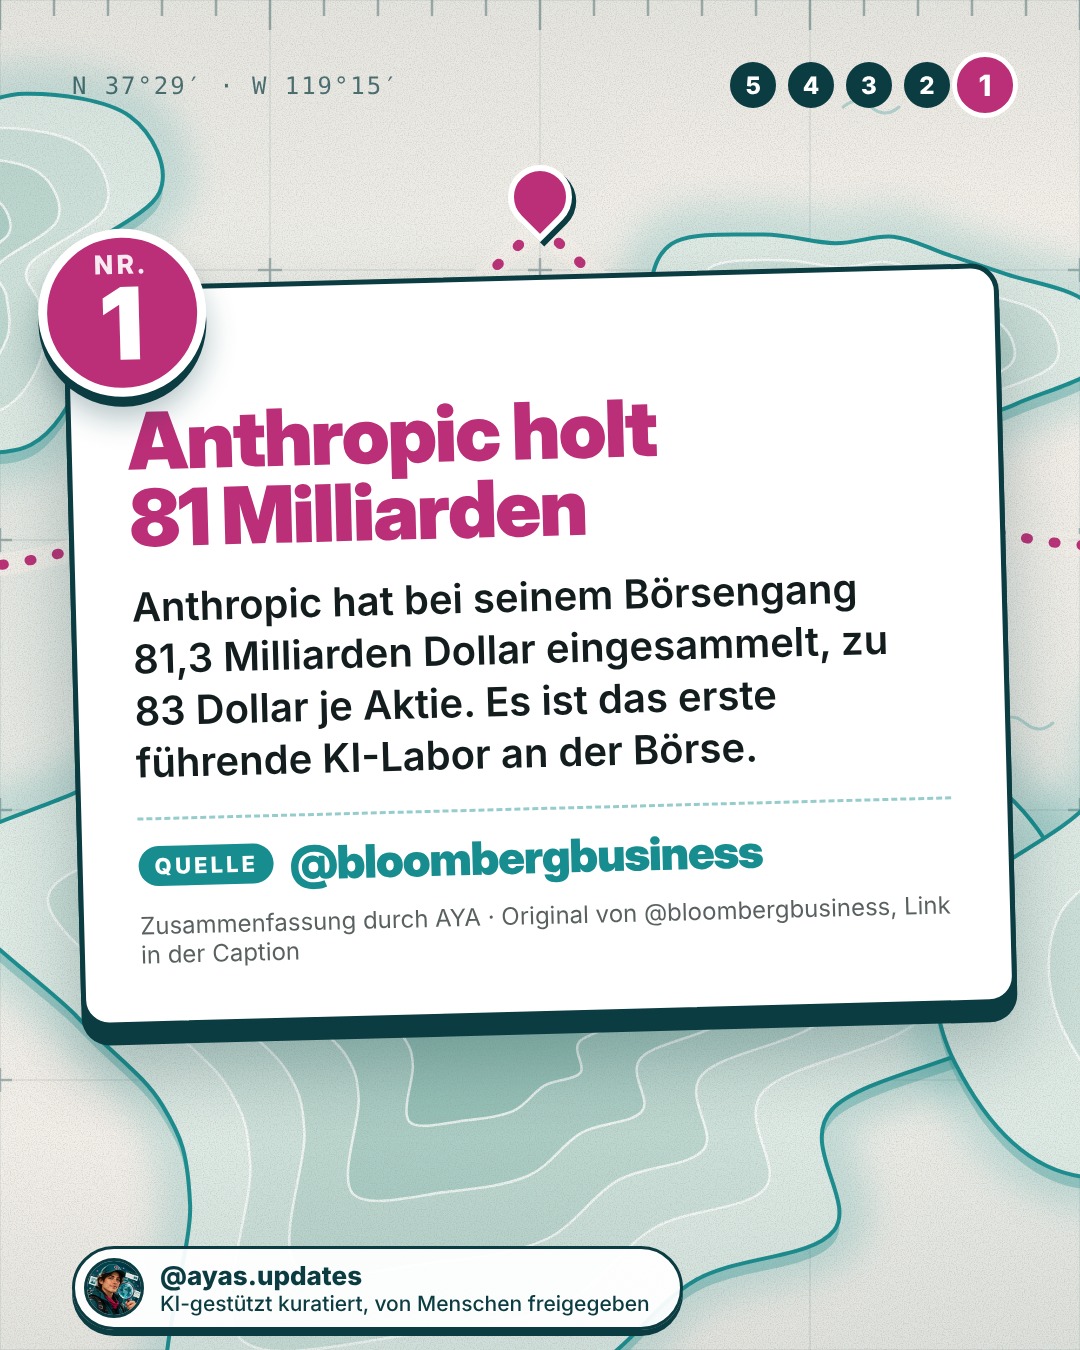 N 37°29′ · W 119°15′
5 4 3 2 1
NR.
1
Anthropic holt
81 Milliarden
Anthropic hat bei seinem Börsengang
81,3 Milliarden Dollar eingesammelt, zu
83 Dollar je Aktie. Es ist das erste
führende KI-Labor an der Börse.
QUELLE @bloombergbusiness
Zusammenfassung durch AYA · Original von @bloombergbusiness, Link
in der Caption
@ayas.updates
KI-gestützt kuratiert, von Menschen freigegeben